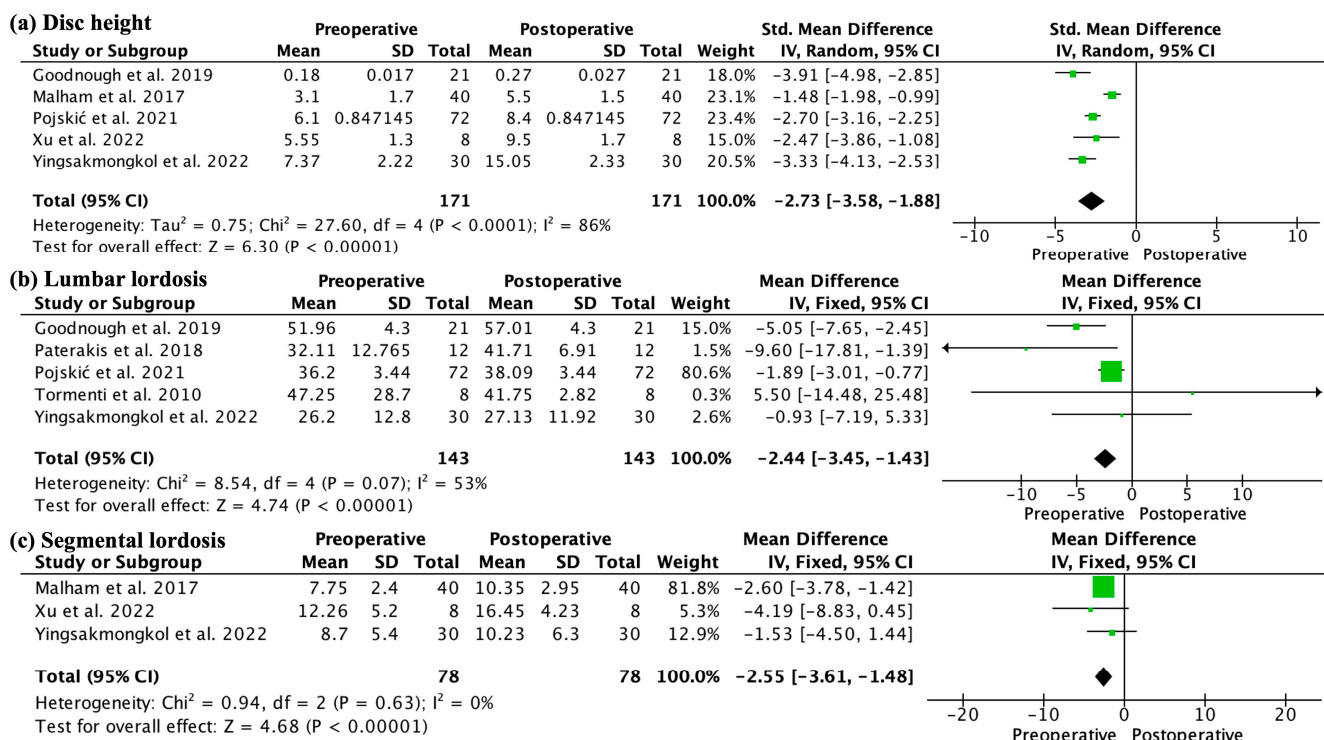 (a) Disc height
Preoperative Postoperative Std. Mean Difference Std. Mean Difference
Study or Subgroup Mean SD Total Mean SD Total Weight IV, Random, 95% CI IV, Random, 95% CI
Goodnough et al. 2019 0.18 0.017 21 0.27 0.027 21 18.0% −3.91 [−4.98, −2.85]
Malham et al. 2017 3.1 1.7 40 5.5 1.5 40 23.1% −1.48 [−1.98, −0.99]
Pojskić et al. 2021 6.1 0.847145 72 8.4 0.847145 72 23.4% −2.70 [−3.16, −2.25]
Xu et al. 2022 5.55 1.3 8 9.5 1.7 8 15.0% −2.47 [−3.86, −1.08]
Yingsakmongkol et al. 2022 7.37 2.22 30 15.05 2.33 30 20.5% −3.33 [−4.13, −2.53]
Total (95% CI) 171 171 100.0% −2.73 [−3.58, −1.88]
Heterogeneity: Tau² = 0.75; Chi² = 27.60, df = 4 (P < 0.0001); I² = 86%
Test for overall effect: Z = 6.30 (P < 0.00001)
−10 −5 0 5 10
Preoperative Postoperative
(b) Lumbar lordosis
Preoperative Postoperative Mean Difference Mean Difference
Study or Subgroup Mean SD Total Mean SD Total Weight IV, Fixed, 95% CI IV, Fixed, 95% CI
Goodnough et al. 2019 51.96 4.3 21 57.01 4.3 21 15.0% −5.05 [−7.65, −2.45]
Paterakis et al. 2018 32.11 12.765 12 41.71 6.91 12 1.5% −9.60 [−17.81, −1.39]
Pojskić et al. 2021 36.2 3.44 72 38.09 3.44 72 80.6% −1.89 [−3.01, −0.77]
Tormenti et al. 2010 47.25 28.7 8 41.75 2.82 8 0.3% 5.50 [−14.48, 25.48]
Yingsakmongkol et al. 2022 26.2 12.8 30 27.13 11.92 30 2.6% −0.93 [−7.19, 5.33]
Total (95% CI) 143 143 100.0% −2.44 [−3.45, −1.43]
Heterogeneity: Chi² = 8.54, df = 4 (P = 0.07); I² = 53%
Test for overall effect: Z = 4.74 (P < 0.00001)
−10 −5 0 5 10
Preoperative Postoperative
(c) Segmental lordosis
Preoperative Postoperative Mean Difference Mean Difference
Study or Subgroup Mean SD Total Mean SD Total Weight IV, Fixed, 95% CI IV, Fixed, 95% CI
Malham et al. 2017 7.75 2.4 40 10.35 2.95 40 81.8% −2.60 [−3.78, −1.42]
Xu et al. 2022 12.26 5.2 8 16.45 4.23 8 5.3% −4.19 [−8.83, 0.45]
Yingsakmongkol et al. 2022 8.7 5.4 30 10.23 6.3 30 12.9% −1.53 [−4.50, 1.44]
Total (95% CI) 78 78 100.0% −2.55 [−3.61, −1.48]
Heterogeneity: Chi² = 0.94, df = 2 (P = 0.63); I² = 0%
Test for overall effect: Z = 4.68 (P < 0.00001)
−20 −10 0 10 20
Preoperative Postoperative